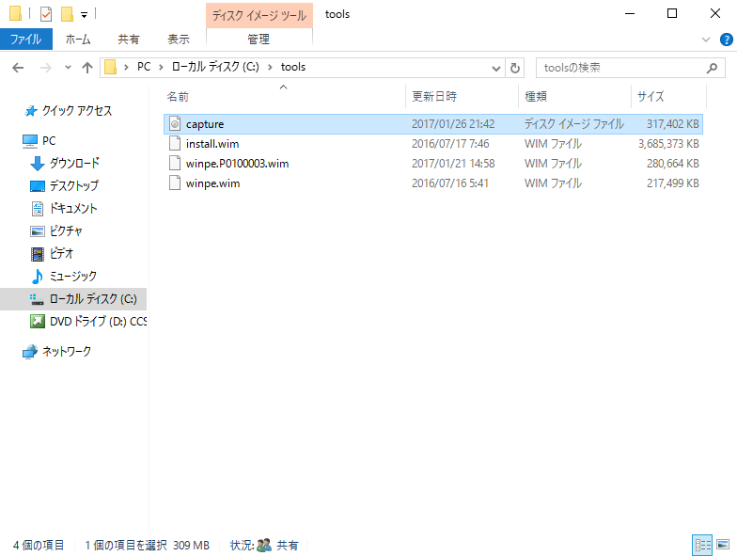 ディスク イメージ ツール tools
ファイル ホーム 共有 表示 管理
PC ローカル ディスク (C:) tools toolsの検索
名前 更新日時 種類 サイズ
クイック アクセス
PC
ダウンロード
デスクトップ
ドキュメント
ピクチャ
ビデオ
ミュージック
ローカル ディスク (C:)
DVD ドライブ (D:) CCS
ネットワーク
capture 2017/01/26 21:42 ディスク イメージ ファイル 317,402 KB
install.wim 2016/07/17 7:46 WIM ファイル 3,685,373 KB
winpe.P0100003.wim 2017/01/21 14:58 WIM ファイル 280,664 KB
winpe.wim 2016/07/16 5:41 WIM ファイル 217,499 KB
4 個の項目 1 個の項目を選択 309 MB 状況: 共有